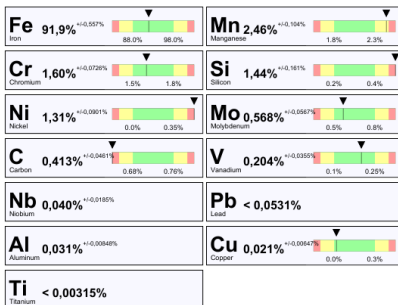 Fe 91,9% +/-0,557%
Iron 88.0% 98.0%
Mn 2,46% +/-0,104%
Manganese 1.8% 2.3%
Cr 1,60% +/-0,0726%
Chromium 1.5% 1.8%
Si 1,44% +/-0,161%
Silicon 0.2% 0.4%
Ni 1,31% +/-0,0901%
Nickel 0.0% 0.35%
Mo 0,568% +/-0,0567%
Molybdenum 0.5% 0.8%
C 0,413% +/-0,0461%
Carbon 0.68% 0.76%
V 0,204% +/-0,0355%
Vanadium 0.1% 0.25%
Nb 0,040% +/-0,0185%
Niobium
Pb < 0,0531%
Lead
Al 0,031% +/-0,00848%
Aluminum
Cu 0,021% +/-0,00647%
Copper 0.0% 0.3%
Ti < 0,00315%
Titanium